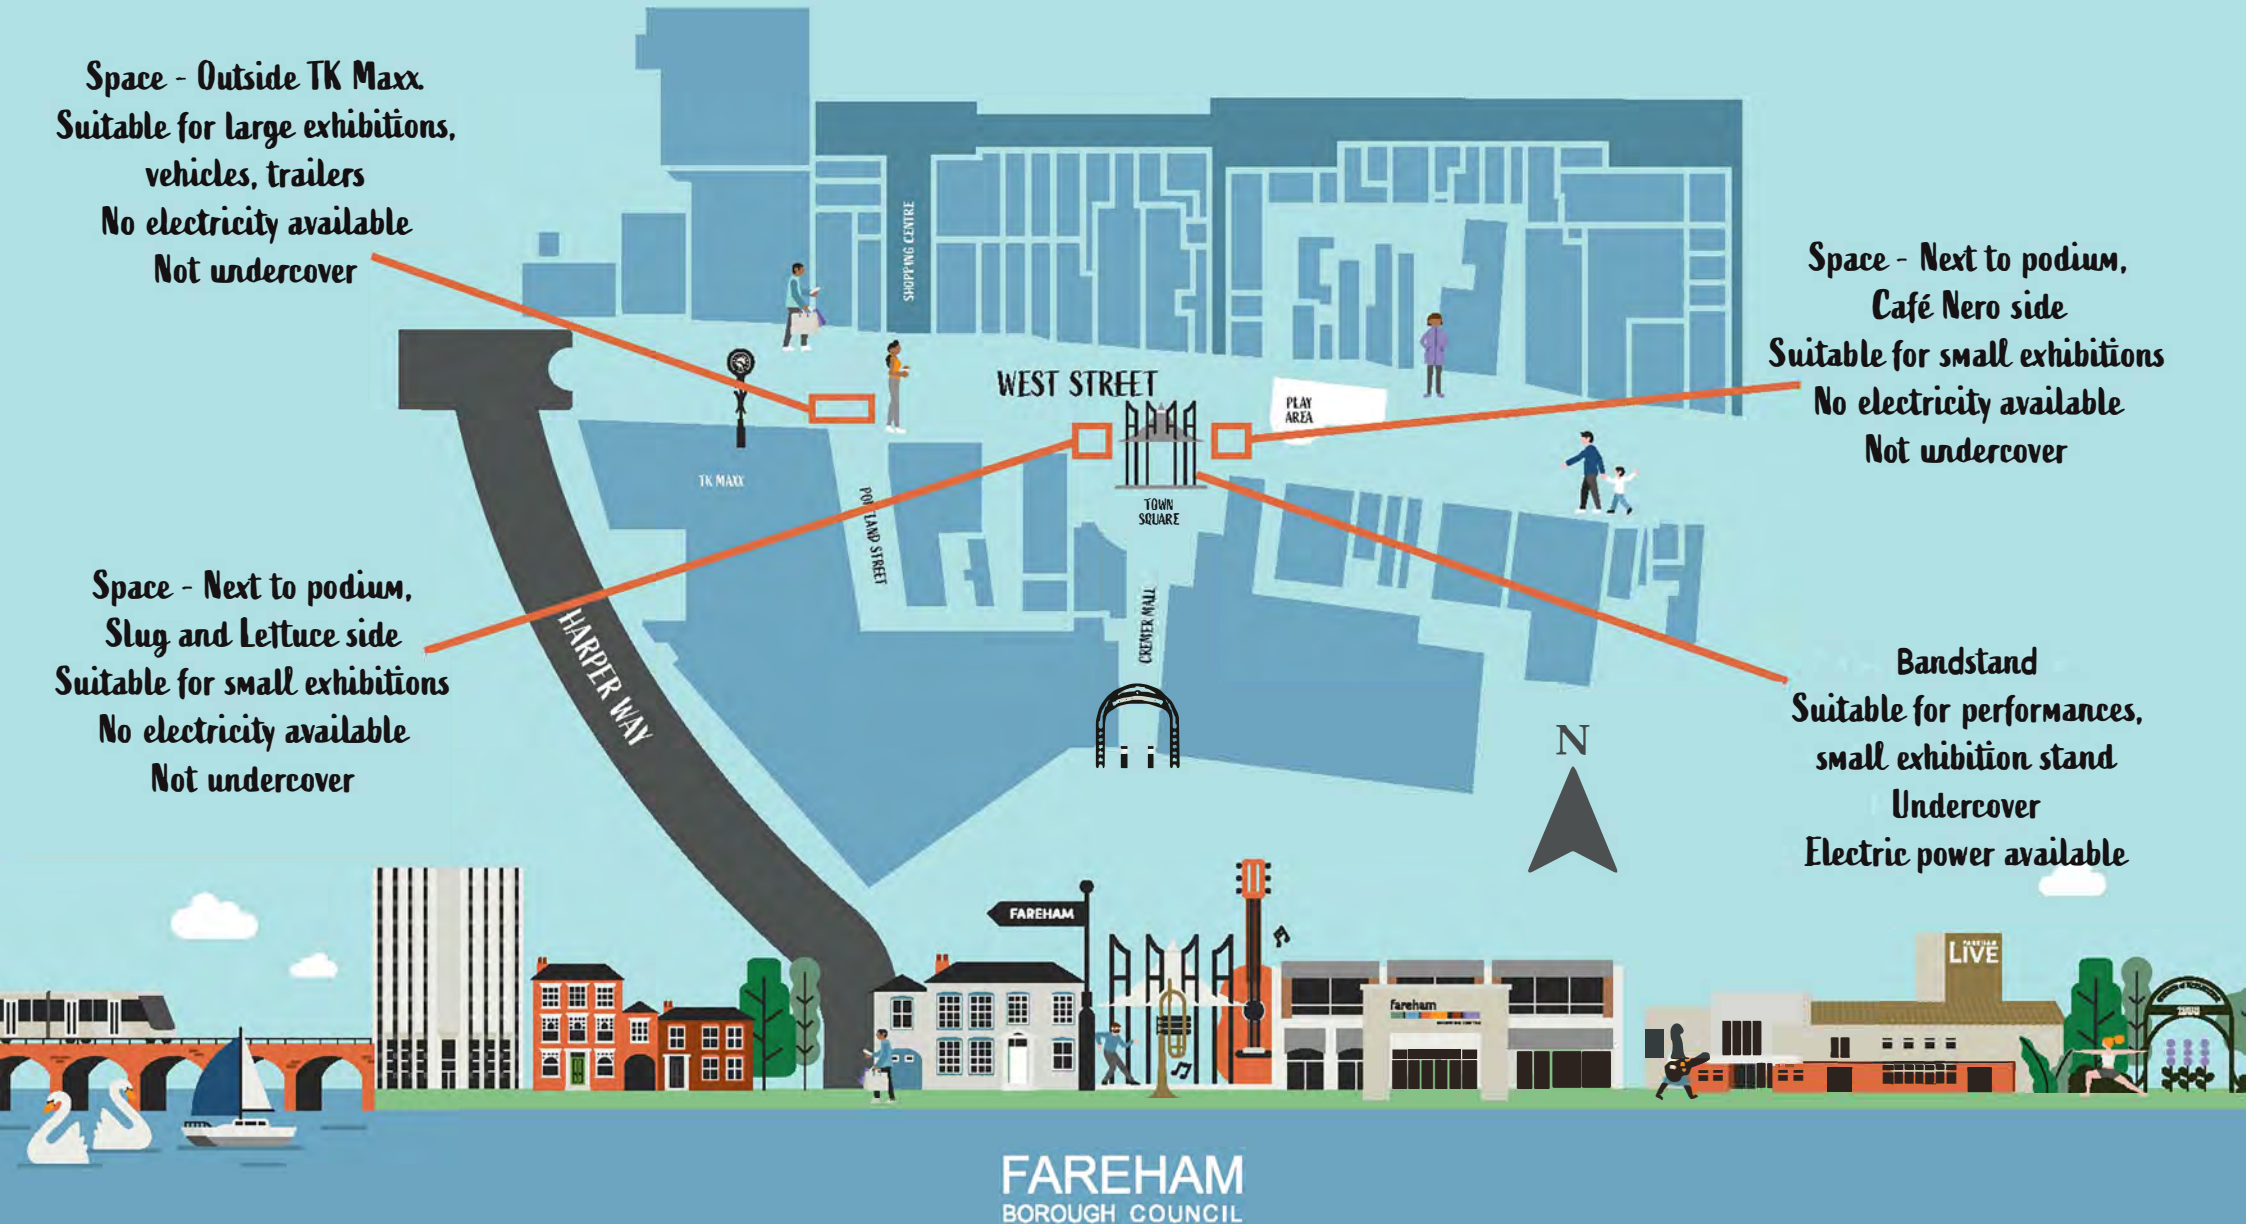 Space - Outside TK Maxx.
Suitable for large exhibitions,
vehicles, trailers
No electricity available
Not undercover
Space - Next to podium,
Café Nero side
Suitable for small exhibitions
No electricity available
Not undercover
Space - Next to podium,
Slug and Lettuce side
Suitable for small exhibitions
No electricity available
Not undercover
Bandstand
Suitable for performances,
small exhibition stand
Undercover
Electric power available
SHOPPING CENTRE
WEST STREET
PLAY
AREA
TK MAXX
PORTLAND STREET
TOWN
SQUARE
CREMER MALL
HARPER WAY
N
FAREHAM
fareham
SHOPPING CENTRE
FAREHAM
LIVE
FAREHAM
BOROUGH COUNCIL